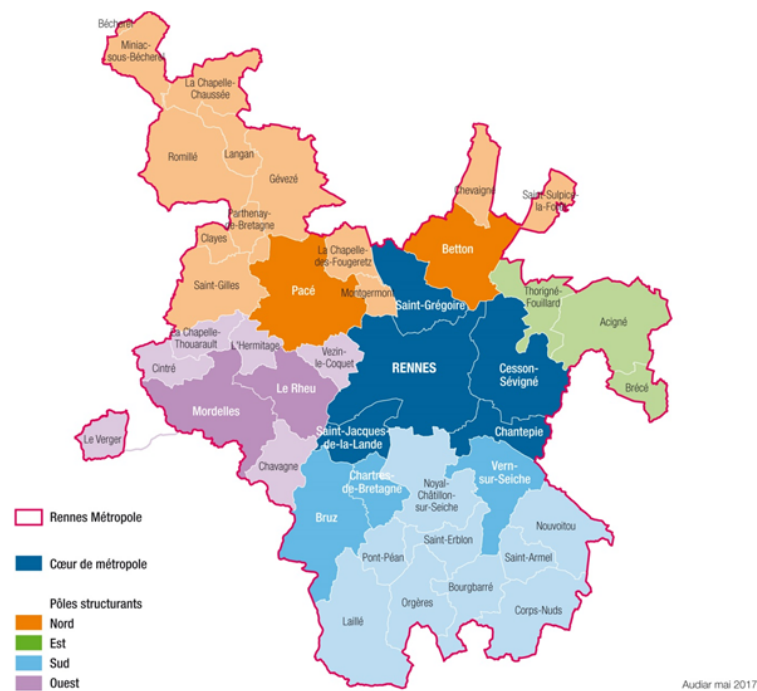 Bécherel
Miniac-
sous-Bécherel
La Chapelle-
Chaussée
Romillé
Langan
Gévezé
Parthenay-
de-Bretagne
Clayes
Saint-Gilles
Pacé
La Chapelle-
des-Fougeretz
Montgermont
Chevaigné
Saint-Sulpice-
la-Forêt
Betton
Saint-Grégoire
Thorigné-
Fouillard
Acigné
Brécé
La Chapelle-
Thouarault
L'Hermitage
Vezin-
le-Coquet
Cintré
Le Rheu
Mordelles
RENNES
Cesson-
Sévigné
Le Verger
Chavagne
Saint-Jacques-
de-la-Lande
Chantepie
Chartres-
de-Bretagne
Bruz
Noyal-
Châtillon-
sur-Seiche
Vern-
sur-Seiche
Nouvoitou
Saint-Erblon
Pont-Péan
Saint-Armel
Bourgbarré
Orgères
Laillé
Corps-Nuds
Rennes Métropole
Cœur de métropole
Pôles structurants
Nord
Est
Sud
Ouest
Audiar mai 2017